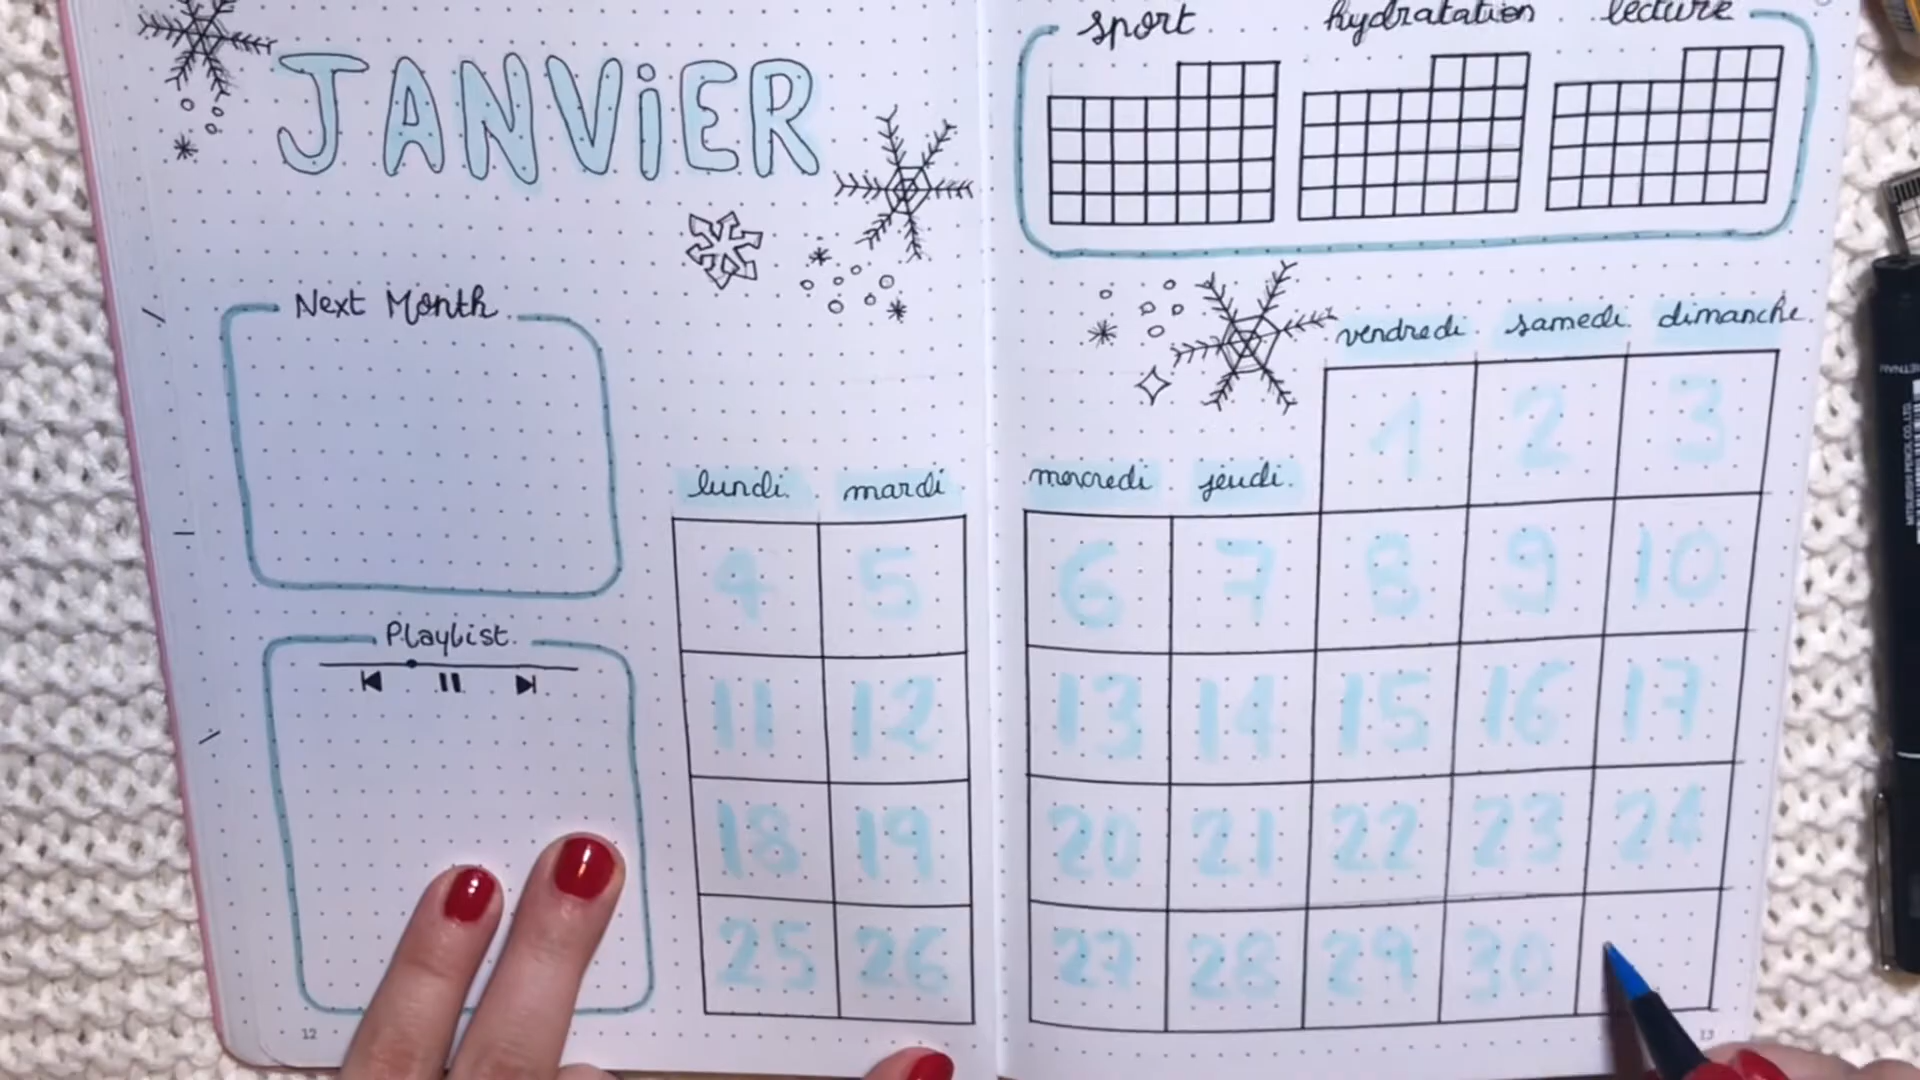 JANVIER
Next Month
Playlist.
12
sport
hydratation
lecture
vendredi samedi dimanche
lundi mardi mercredi jeudi
1 2 3
4 5 6 7 8 9 10
11 12 13 14 15 16 17
18 19 20 21 22 23 24
25 26 27 28 29 30
13